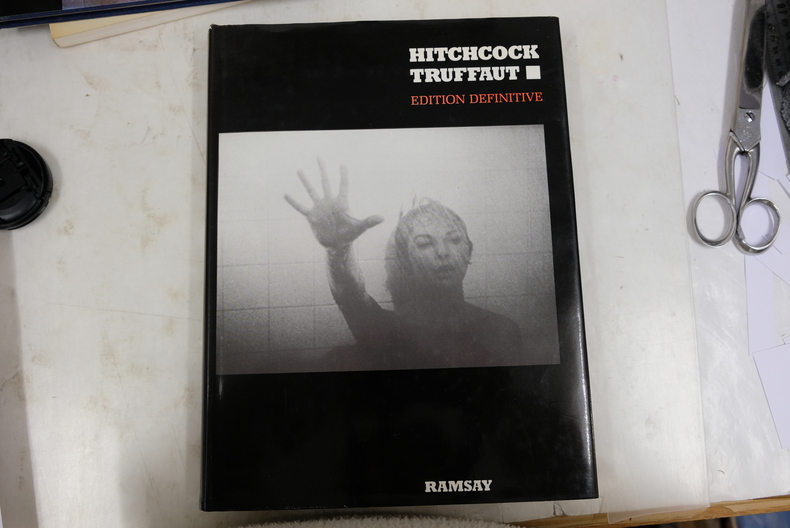 HITCHCOCK
TRUFFAUT
EDITION DEFINITIVE
RAMSAY